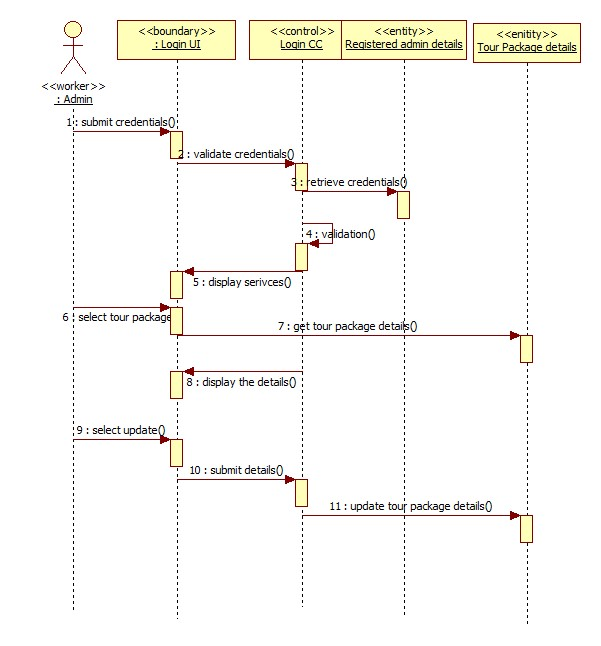 <<boundary>>
: Login UI
<<control>>
Login CC
<<entity>>
Registered admin details
<<enitity>>
Tour Package details
<<worker>>
: Admin
1 : submit credentials()
2 : validate credentials()
3 : retrieve credentials()
4 : validation()
5 : display serivces()
6 : select tour package
7 : get tour package details()
8 : display the details()
9 : select update()
10 : submit details()
11 : update tour package details()